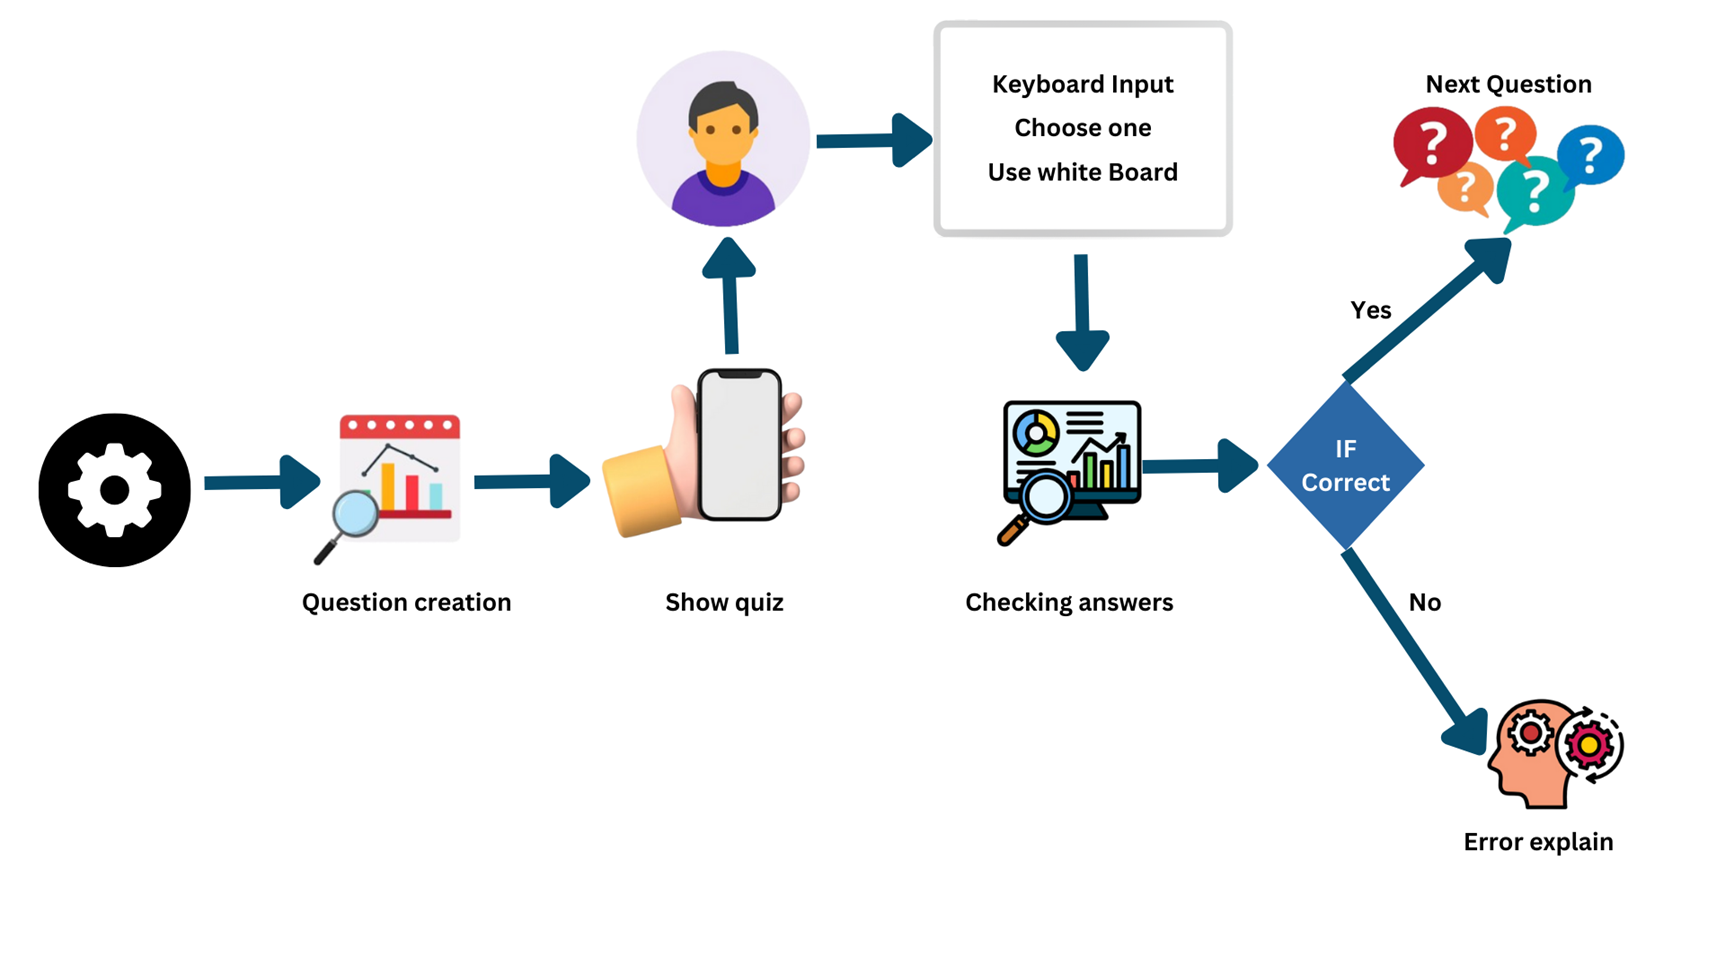 Keyboard Input
Choose one
Use white Board
Next Question
? ? ? ? ?
Yes
IF
Correct
Question creation
Show quiz
Checking answers
No
Error explain